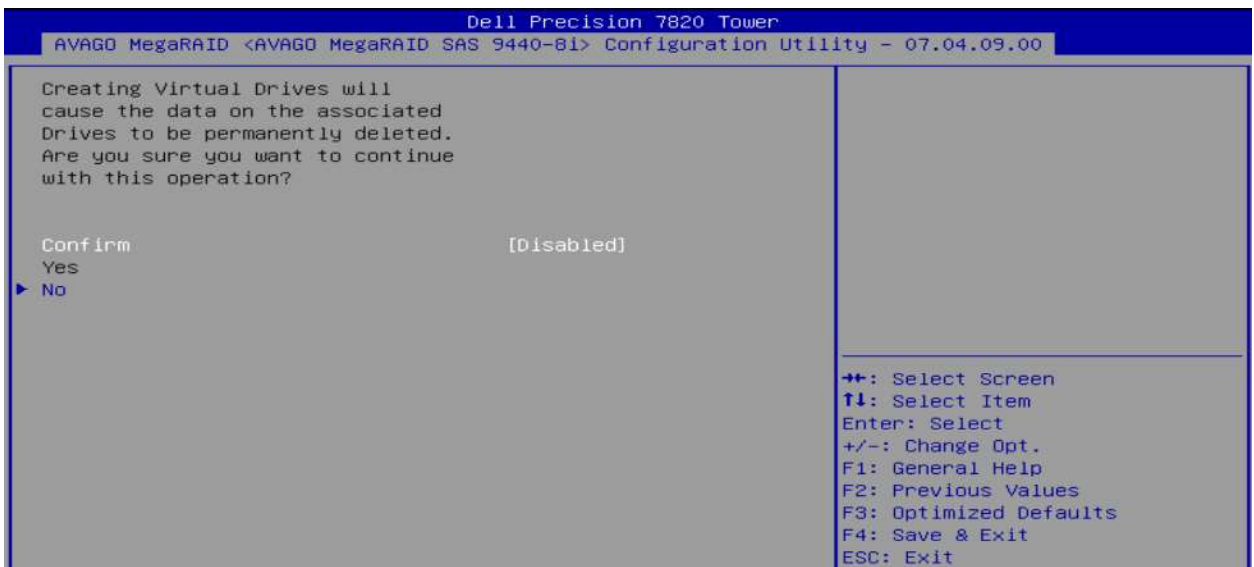 Dell Precision 7820 Tower
AVAGO MegaRAID <AVAGO MegaRAID SAS 9440-8i> Configuration Utility - 07.04.09.00
Creating Virtual Drives will
cause the data on the associated
Drives to be permanently deleted.
Are you sure you want to continue
with this operation?
Confirm [Disabled]
Yes
► No
→←: Select Screen
↑↓: Select Item
Enter: Select
+/-: Change Opt.
F1: General Help
F2: Previous Values
F3: Optimized Defaults
F4: Save & Exit
ESC: Exit